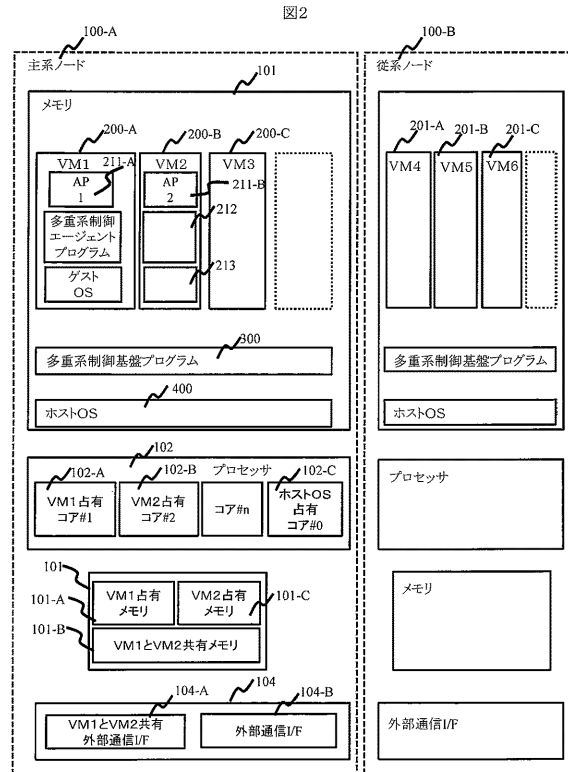 図2
100-A
100-B
主系ノード
従系ノード
101
メモリ
200-A
200-B
200-C
201-A
201-B
201-C
VM1
VM2
VM3
VM4
VM5
VM6
211-A
AP
1
AP
2
211-B
212
多重系制御
エージェント
プログラム
213
ゲスト
OS
300
多重系制御基盤プログラム
多重系制御基盤プログラム
400
ホストOS
ホストOS
102
102-A
102-B
プロセッサ
102-C
プロセッサ
VM1占有
コア#1
VM2占有
コア#2
コア#n
ホストOS
占有
コア#0
101
101-A
VM1占有
メモリ
VM2占有
メモリ
101-C
メモリ
101-B
VM1とVM2共有メモリ
104-A
104
104-B
VM1とVM2共有
外部通信I/F
外部通信I/F
外部通信I/F